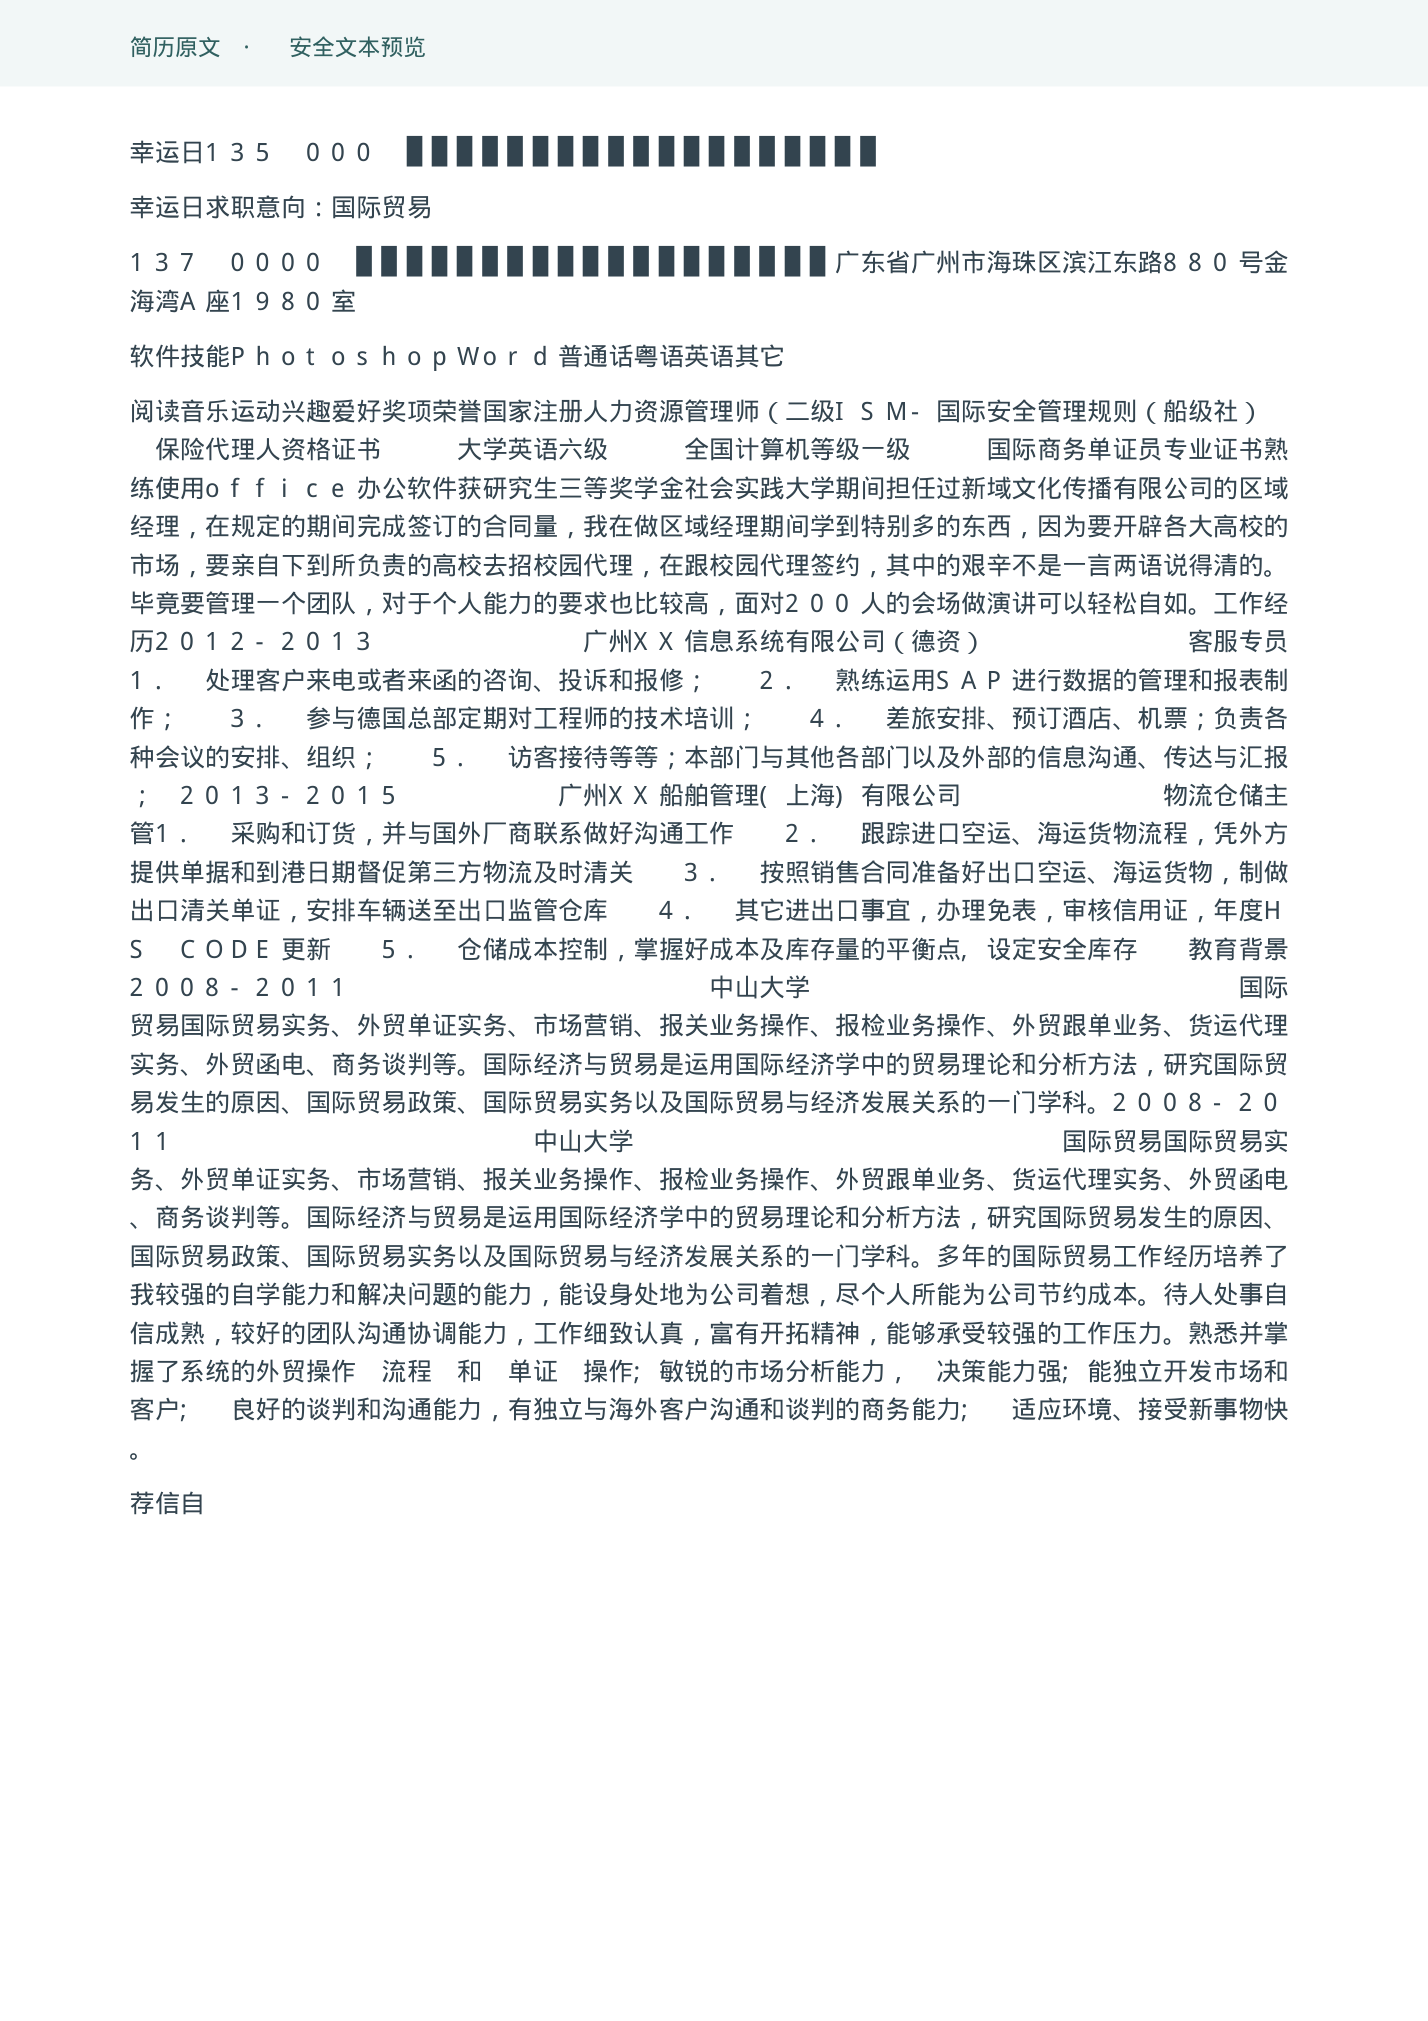 简历原文 · 安全文本预览
幸运日135 000 ███████████████████
幸运日求职意向：国际贸易
137 0000 ███████████████████广东省广州市海珠区滨江东路880号金
海湾A座1980室
软件技能PhotoshopWord普通话粤语英语其它
阅读音乐运动兴趣爱好奖项荣誉国家注册人力资源管理师（二级ISM-国际安全管理规则（船级社）
保险代理人资格证书 大学英语六级 全国计算机等级一级 国际商务单证员专业证书熟
练使用office办公软件获研究生三等奖学金社会实践大学期间担任过新域文化传播有限公司的区域
经理，在规定的期间完成签订的合同量，我在做区域经理期间学到特别多的东西，因为要开辟各大高校的
市场，要亲自下到所负责的高校去招校园代理，在跟校园代理签约，其中的艰辛不是一言两语说得清的。
毕竟要管理一个团队，对于个人能力的要求也比较高，面对200人的会场做演讲可以轻松自如。工作经
历2012-2013 广州XX信息系统有限公司（德资） 客服专员
1. 处理客户来电或者来函的咨询、投诉和报修； 2. 熟练运用SAP进行数据的管理和报表制
作； 3. 参与德国总部定期对工程师的技术培训； 4. 差旅安排、预订酒店、机票；负责各
种会议的安排、组织； 5. 访客接待等等；本部门与其他各部门以及外部的信息沟通、传达与汇报
； 2013-2015 广州XX船舶管理(上海)有限公司 物流仓储主
管1. 采购和订货，并与国外厂商联系做好沟通工作 2. 跟踪进口空运、海运货物流程，凭外方
提供单据和到港日期督促第三方物流及时清关 3. 按照销售合同准备好出口空运、海运货物，制做
出口清关单证，安排车辆送至出口监管仓库 4. 其它进出口事宜，办理免表，审核信用证，年度H
S CODE更新 5. 仓储成本控制，掌握好成本及库存量的平衡点,设定安全库存 教育背景
2008-2011 中山大学 国际
贸易国际贸易实务、外贸单证实务、市场营销、报关业务操作、报检业务操作、外贸跟单业务、货运代理
实务、外贸函电、商务谈判等。国际经济与贸易是运用国际经济学中的贸易理论和分析方法，研究国际贸
易发生的原因、国际贸易政策、国际贸易实务以及国际贸易与经济发展关系的一门学科。2008-20
11 中山大学 国际贸易国际贸易实
务、外贸单证实务、市场营销、报关业务操作、报检业务操作、外贸跟单业务、货运代理实务、外贸函电
、商务谈判等。国际经济与贸易是运用国际经济学中的贸易理论和分析方法，研究国际贸易发生的原因、
国际贸易政策、国际贸易实务以及国际贸易与经济发展关系的一门学科。多年的国际贸易工作经历培养了
我较强的自学能力和解决问题的能力，能设身处地为公司着想，尽个人所能为公司节约成本。待人处事自
信成熟，较好的团队沟通协调能力，工作细致认真，富有开拓精神，能够承受较强的工作压力。熟悉并掌
握了系统的外贸操作 流程 和 单证 操作;敏锐的市场分析能力， 决策能力强;能独立开发市场和
客户; 良好的谈判和沟通能力，有独立与海外客户沟通和谈判的商务能力; 适应环境、接受新事物快
。
荐信自